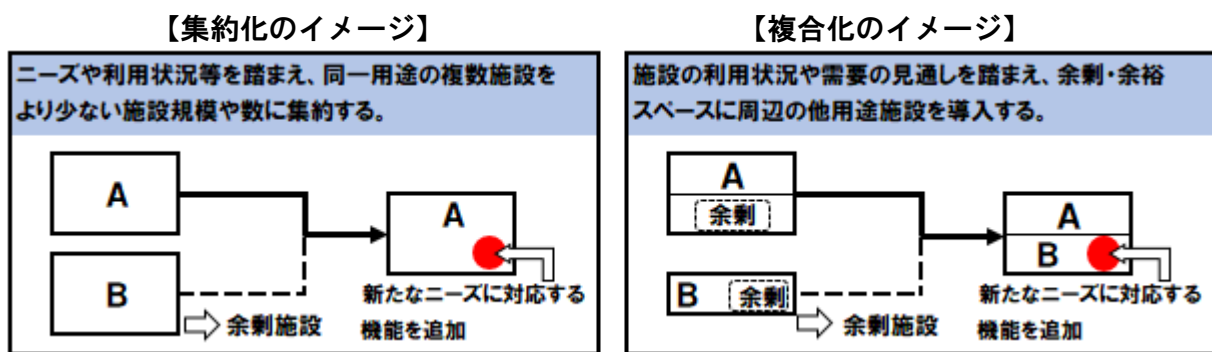 【集約化のイメージ】
ニーズや利用状況等を踏まえ、同一用途の複数施設を
より少ない施設規模や数に集約する。
A
B
A
余剰施設
新たなニーズに対応する
機能を追加
【複合化のイメージ】
施設の利用状況や需要の見通しを踏まえ、余剰・余裕
スペースに周辺の他用途施設を導入する。
A
余剰
B 余剰
A
B
余剰施設
新たなニーズに対応する
機能を追加